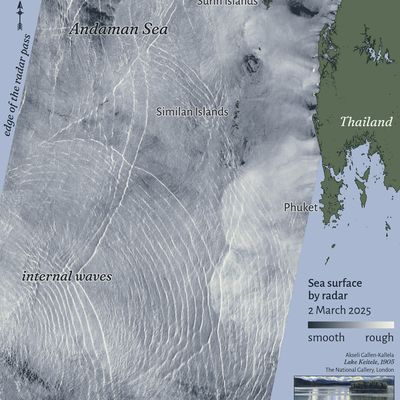 Surin Islands
Andaman Sea
edge of the radar pass
Similan Islands
Thailand
Phuket
internal waves
Sea surface
by radar
2 March 2025
smooth rough
Akseli Gallen-Kallela
Lake Keitele, 1905
The National Gallery, London